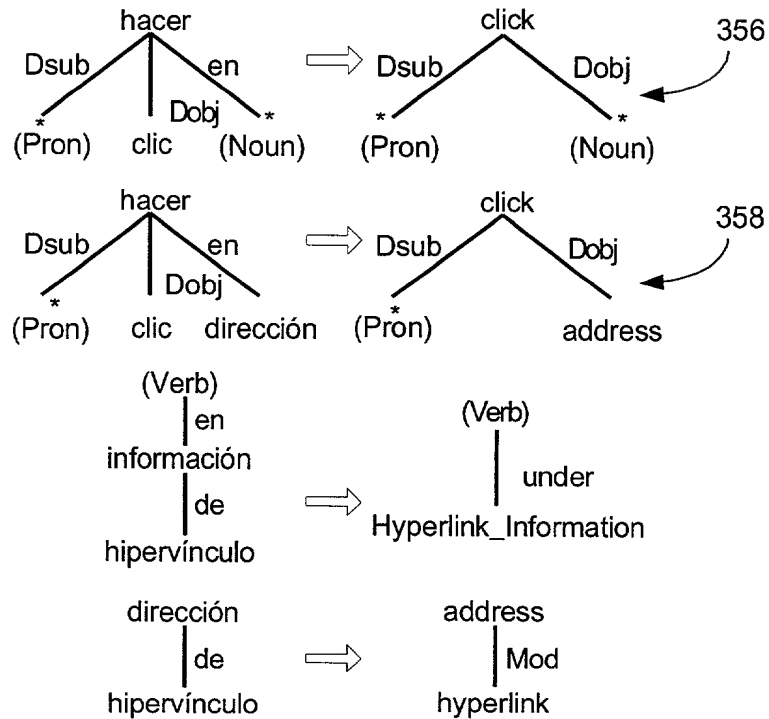 hacer click 356
Dsub en Dsub Dobj
Dobj
* * * *
(Pron) clic (Noun) (Pron) (Noun)
hacer click 358
Dsub en Dsub Dobj
Dobj
* *
(Pron) clic dirección (Pron) address
(Verb) (Verb)
en
información
under
de
Hyperlink_Information
hipervínculo
dirección address
de Mod
hipervínculo hyperlink